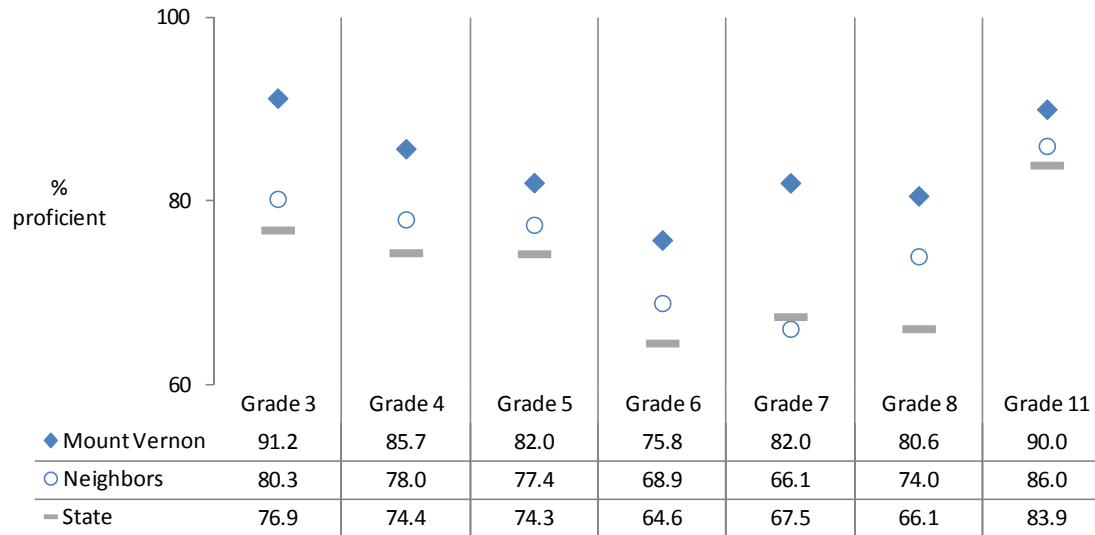 100
80
60
%
proficient
Grade 3 Grade 4 Grade 5 Grade 6 Grade 7 Grade 8 Grade 11
Mount Vernon 91.2 85.7 82.0 75.8 82.0 80.6 90.0
Neighbors 80.3 78.0 77.4 68.9 66.1 74.0 86.0
State 76.9 74.4 74.3 64.6 67.5 66.1 83.9